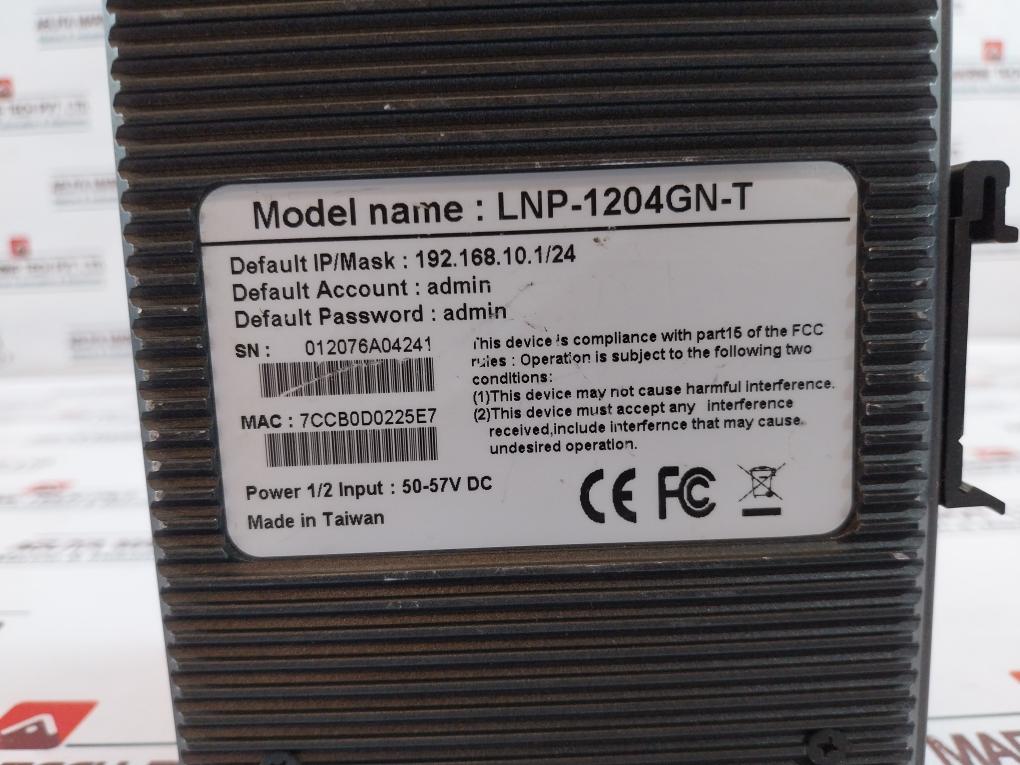 Model name : LNP-1204GN-T
Default IP/Mask : 192.168.10.1/24
Default Account : admin
Default Password : admin
SN : 012076A04241
MAC : 7CCB0D0225E7
Power 1/2 Input : 50-57V DC
Made in Taiwan
This device is compliance with part15 of the FCC
rules : Operation is subject to the following two
conditions:
(1)This device may not cause harmful interference.
(2)This device must accept any interference
received,include interfernce that may cause
undesired operation.
CE FC